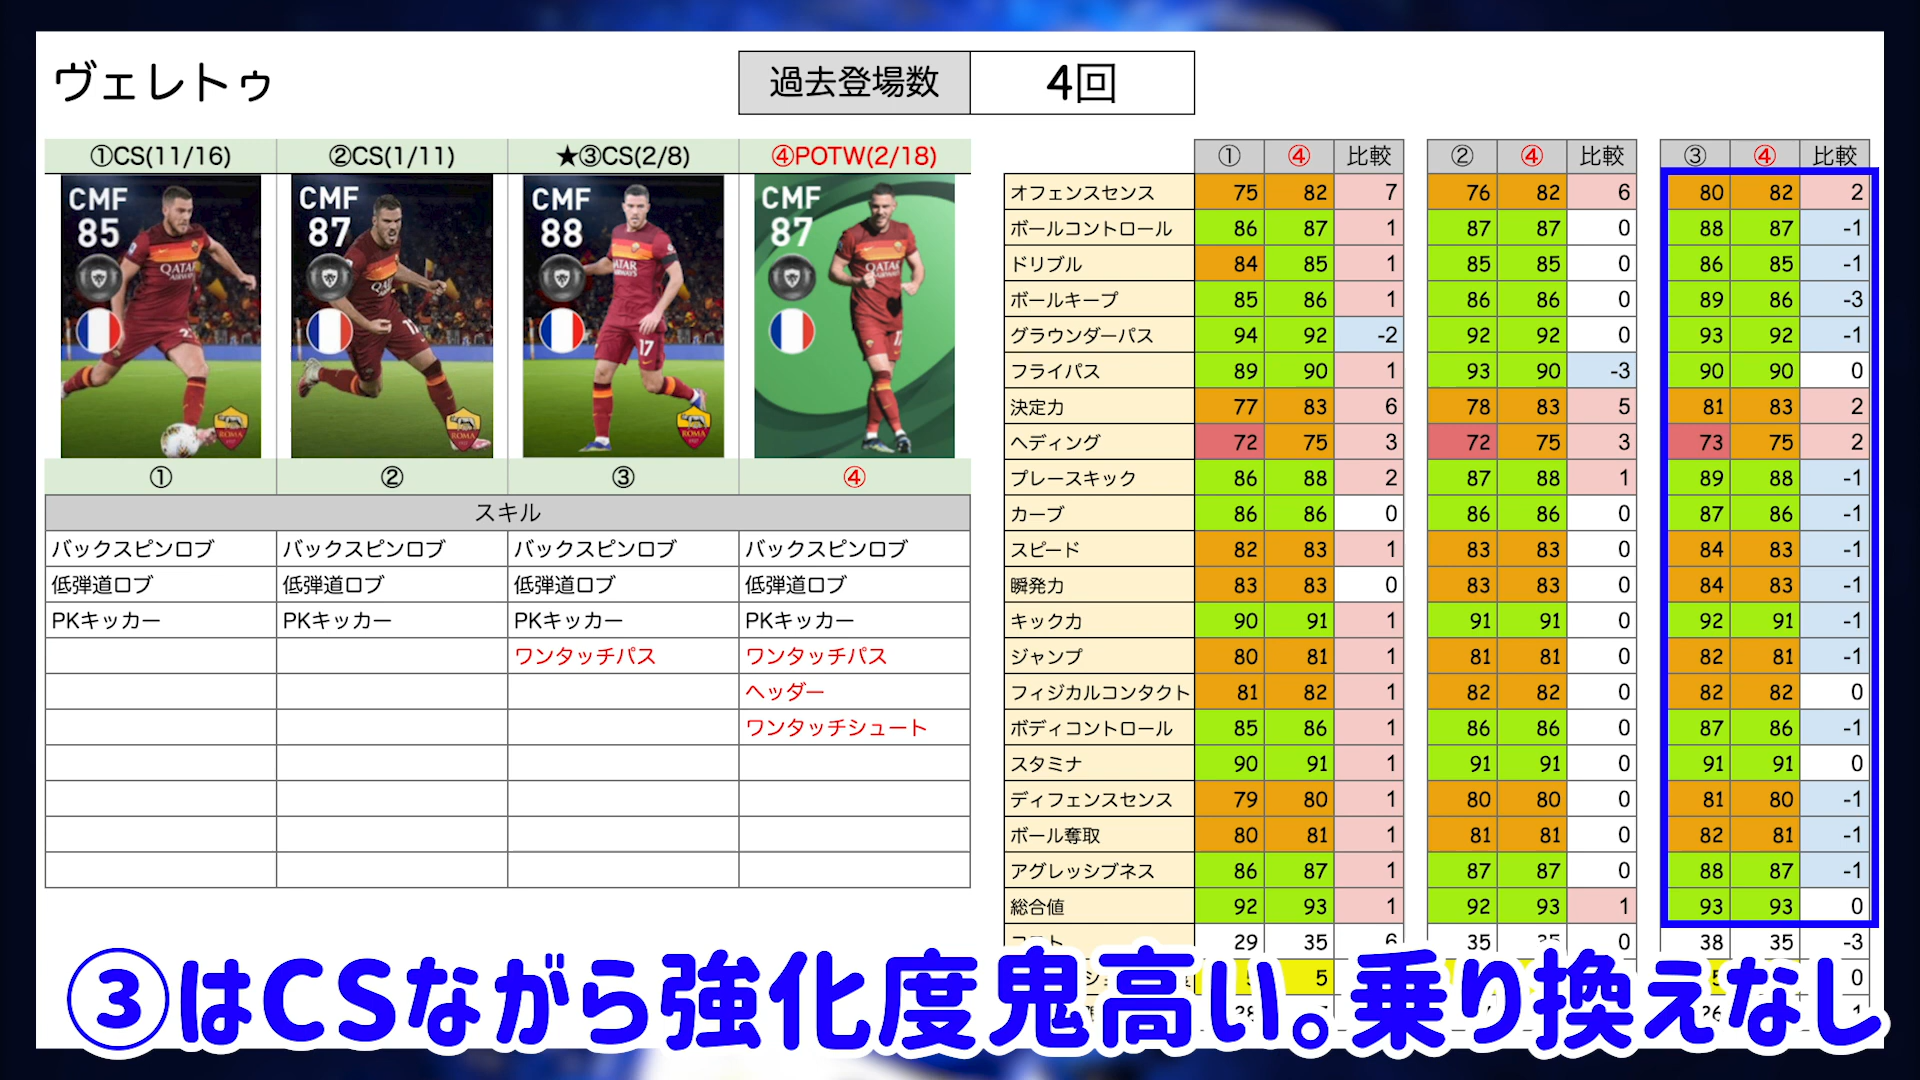 ヴェレトゥ
過去登場数 4回
①CS(11/16) ②CS(1/11) ★③CS(2/8) ④POTW(2/18)
CMF 85 CMF 87 CMF 88 CMF 87
QATAR AIRWAYS
ROMA ROMA ROMA
17
① ② ③ ④
スキル
バックスピンロブ バックスピンロブ バックスピンロブ バックスピンロブ
低弾道ロブ 低弾道ロブ 低弾道ロブ 低弾道ロブ
PKキッカー PKキッカー PKキッカー PKキッカー
ワンタッチパス ワンタッチパス
ヘッダー
ワンタッチシュート
① ④ 比較 ② ④ 比較 ③ ④ 比較
オフェンスセンス 75 82 7 76 82 6 80 82 2
ボールコントロール 86 87 1 87 87 0 88 87 -1
ドリブル 84 85 1 85 85 0 86 85 -1
ボールキープ 85 86 1 86 86 0 89 86 -3
グラウンダーパス 94 92 -2 92 92 0 93 92 -1
フライパス 89 90 1 93 90 -3 90 90 0
決定力 77 83 6 78 83 5 81 83 2
ヘディング 72 75 3 72 75 3 73 75 2
プレースキック 86 88 2 87 88 1 89 88 -1
カーブ 86 86 0 86 86 0 87 86 -1
スピード 82 83 1 83 83 0 84 83 -1
瞬発力 83 83 0 83 83 0 84 83 -1
キック力 90 91 1 91 91 0 92 91 -1
ジャンプ 80 81 1 81 81 0 82 81 -1
フィジカルコンタクト 81 82 1 82 82 0 82 82 0
ボディコントロール 85 86 1 86 86 0 87 86 -1
スタミナ 90 91 1 91 91 0 91 91 0
ディフェンスセンス 79 80 1 80 80 0 81 80 -1
ボール奪取 80 81 1 81 81 0 82 81 -1
アグレッシブネス 86 87 1 87 87 0 88 87 -1
総合値 92 93 1 92 93 1 93 93 0
29 35 6 35 35 0 38 35 -3
5 0
③はCSながら強化度鬼高い。乗り換えなし